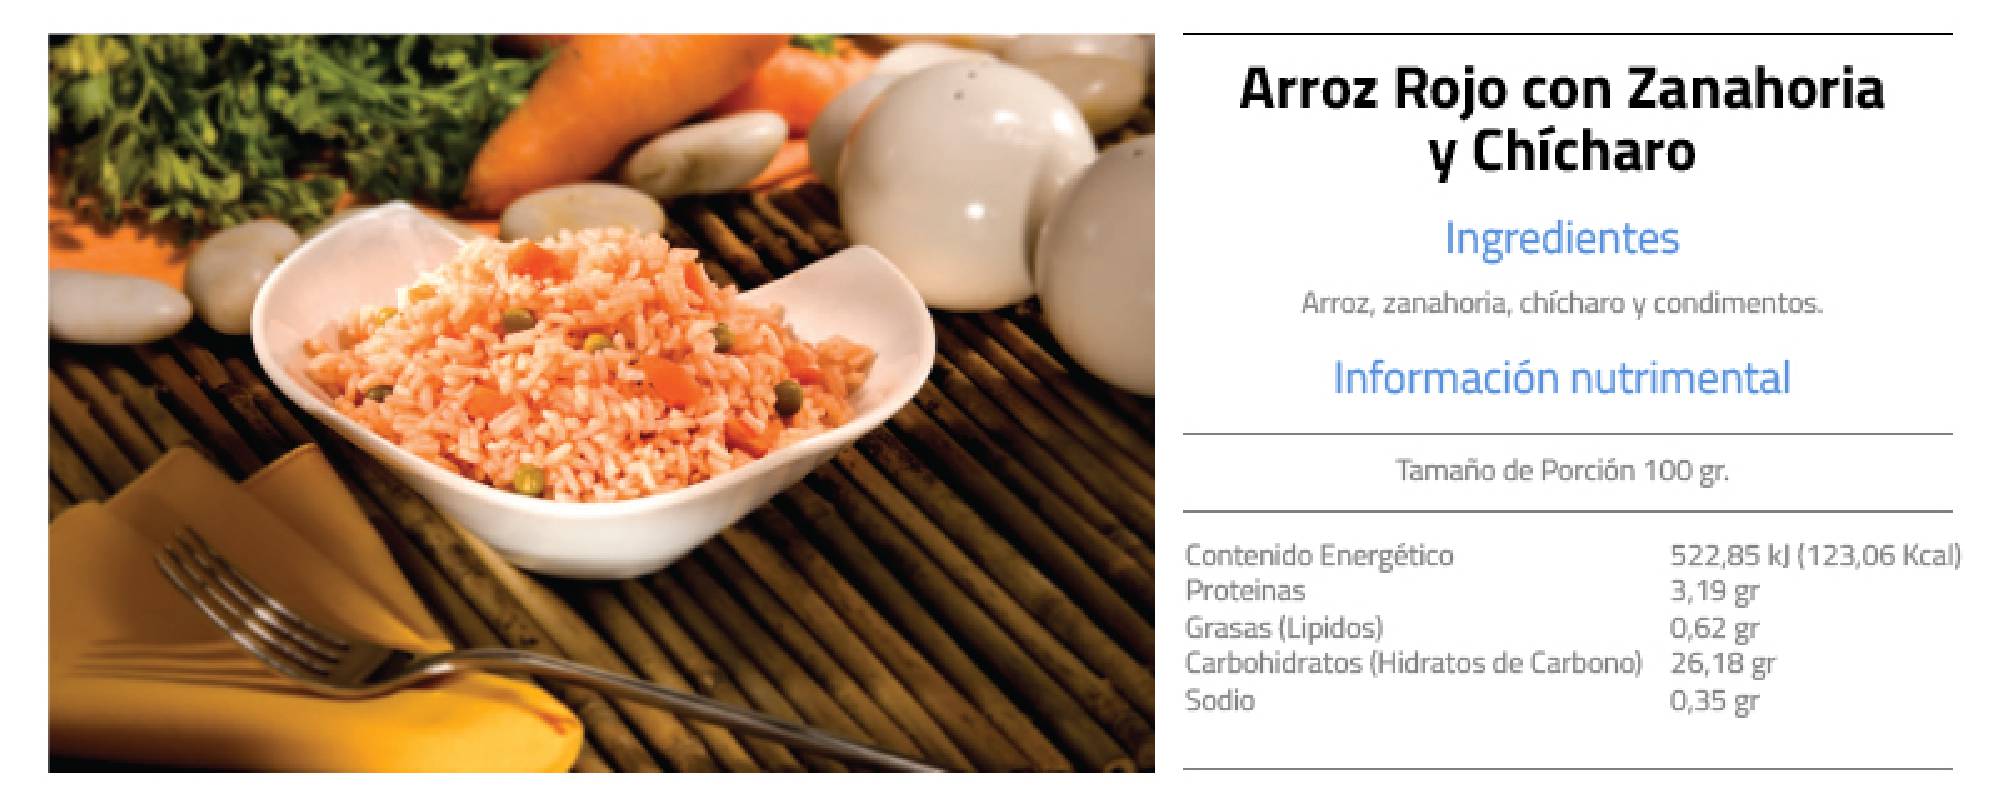 Arroz Rojo con Zanahoria
y Chícharo
Ingredientes
Arroz, zanahoria, chícharo y condimentos.
Información nutrimental
Tamaño de Porción 100 gr.
Contenido Energético 522,85 kJ (123,06 Kcal)
Proteinas 3,19 gr
Grasas (Lipidos) 0,62 gr
Carbohidratos (Hidratos de Carbono) 26,18 gr
Sodio 0,35 gr